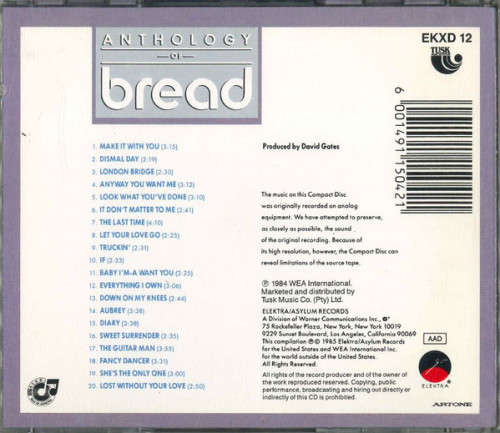 ANTHOLOGY
OF
bread
EKXD 12
TUSK
6 001491 150421
1. MAKE IT WITH YOU (3:15)
2. DISMAL DAY (2:19)
3. LONDON BRIDGE (2:30)
4. ANYWAY YOU WANT ME (3:12)
5. LOOK WHAT YOU'VE DONE (3:10)
6. IT DON'T MATTER TO ME (2:41)
7. THE LAST TIME (4:10)
8. LET YOUR LOVE GO (2:25)
9. TRUCKIN' (2:31)
10. IF (2:33)
11. BABY I'M-A WANT YOU (2:25)
12. EVERYTHING I OWN (3:06)
13. DOWN ON MY KNEES (2:44)
14. AUBREY (3:38)
15. DIARY (3:09)
16. SWEET SURRENDER (2:35)
17. THE GUITAR MAN (3:35)
18. FANCY DANCER (3:31)
19. SHE'S THE ONLY ONE (3:00)
20. LOST WITHOUT YOUR LOVE (2:50)
Produced by David Gates
The music on this Compact Disc
was originally recorded on analog
equipment. We have attempted to preserve,
as closely as possible, the sound
of the original recording. Because of
its high resolution, however, the Compact Disc can
reveal limitations of the source tape.
℗ 1984 WEA International.
Marketed and distributed by
Tusk Music Co. (Pty) Ltd.
ELEKTRA/ASYLUM RECORDS
A Division of Warner Communications Inc.
75 Rockefeller Plaza, New York, New York 10019
9229 Sunset Boulevard, Los Angeles, California 90069
This compilation ℗ © 1985 Elektra/Asylum Records
for the United States and WEA International Inc.
for the world outside of the United States.
All Rights Reserved.
All rights of the record producer and of the owner of
the work reproduced reserved. Copying, public
performance, broadcasting and hiring out directly or
indirectly of this CD is prohibited.
AAD
ELEKTRA
ARTONE